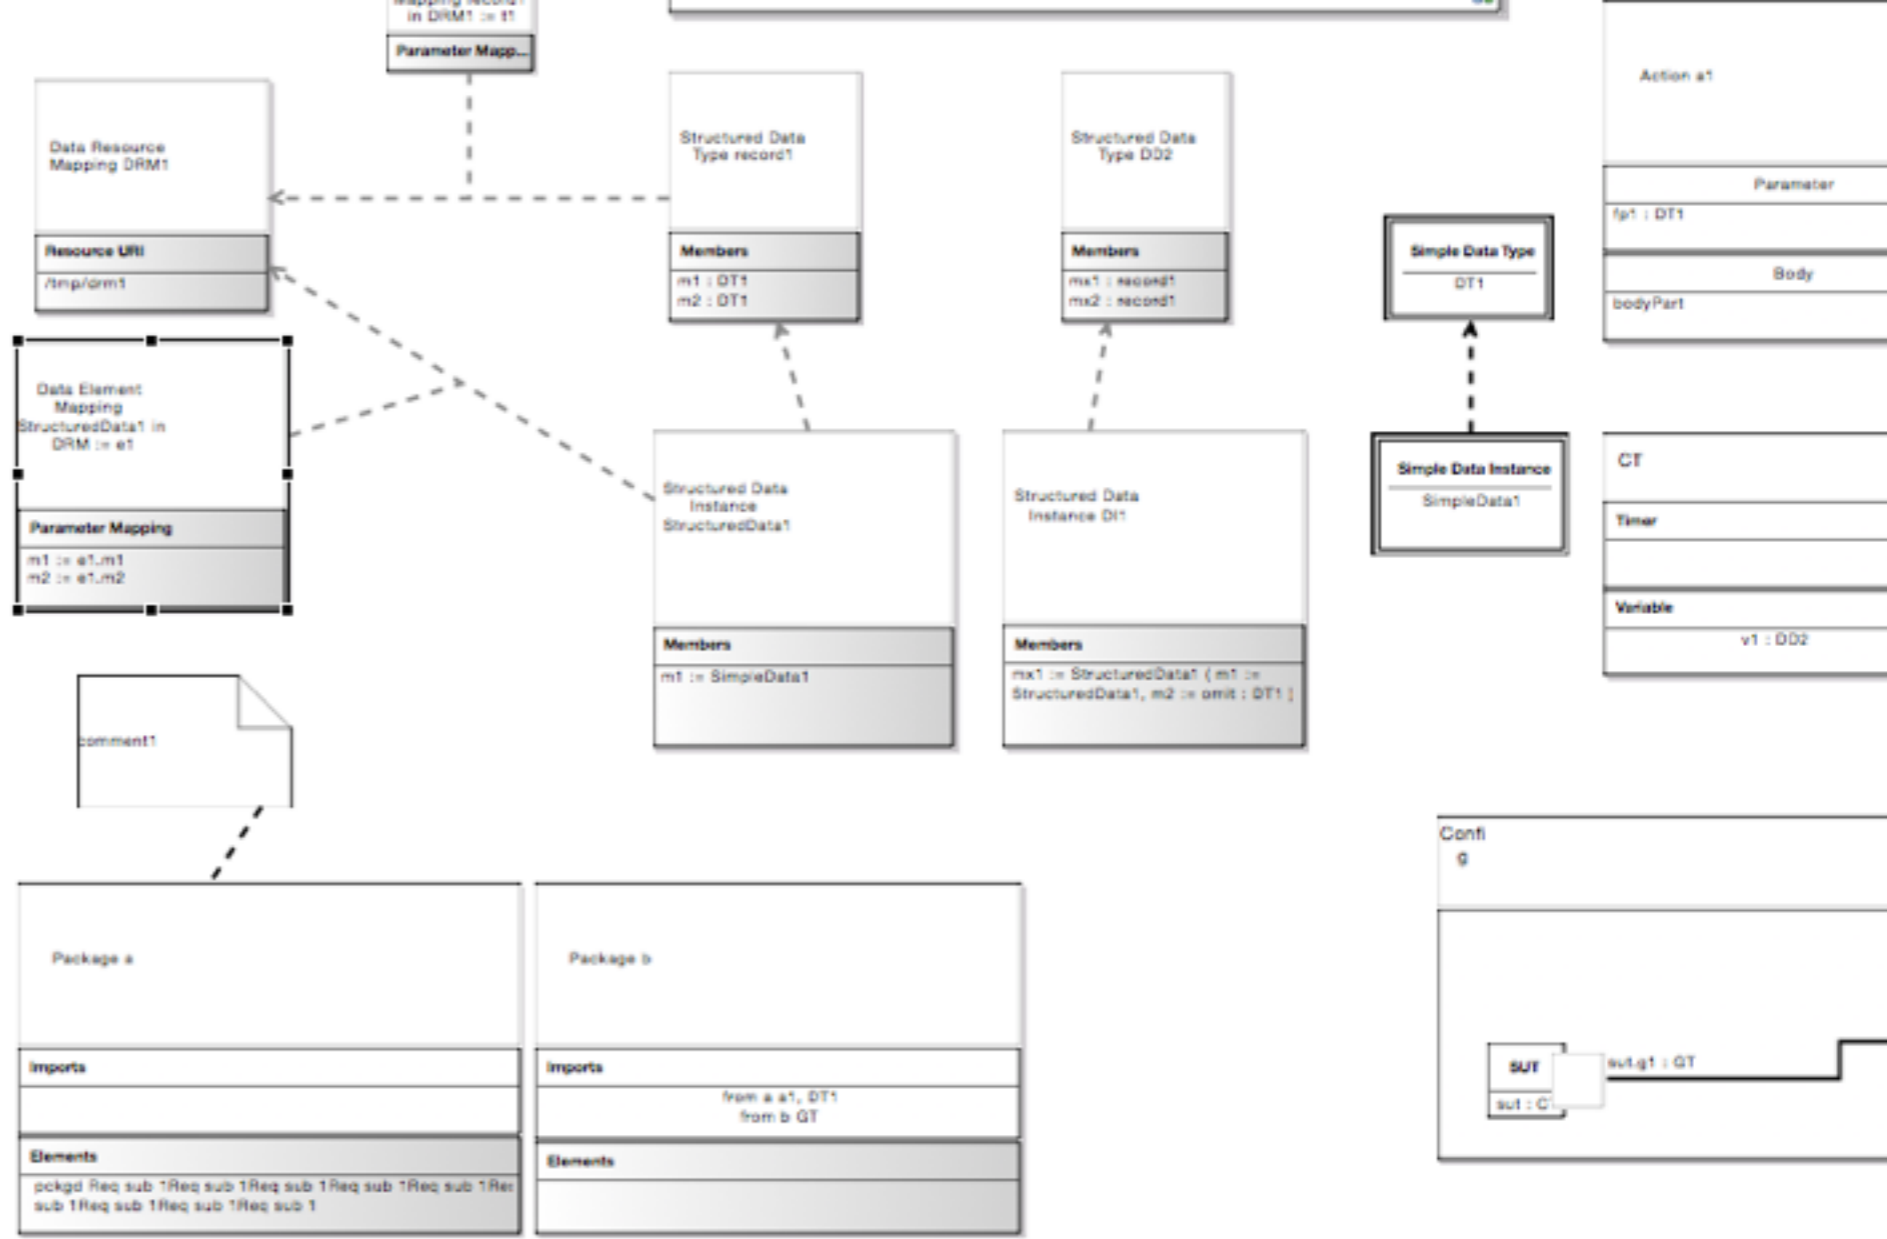 in DRM1 := t1
Parameter Mapp...
Data Resource
Mapping DRM1
Resource URI
/tmp/drm1
Structured Data
Type record1
Members
m1 : DT1
m2 : DT1
Structured Data
Type DD2
Members
mx1 : record1
mx2 : record1
Simple Data Type
DT1
Action a1
Parameter
fp1 : DT1
Body
bodyPart
Data Element
Mapping
StructuredData1 in
DRM := e1
Parameter Mapping
m1 := e1.m1
m2 := e1.m2
Structured Data
Instance
StructuredData1
Members
m1 := SimpleData1
Structured Data
Instance DI1
Members
mx1 := StructuredData1 ( m1 :=
StructuredData1, m2 := omit : DT1 )
Simple Data Instance
SimpleData1
CT
Timer
Variable
v1 : DD2
comment1
Package a
Imports
Elements
pckgd Req sub 1Req sub 1Req sub 1Req sub 1Req sub 1Req
sub 1Req sub 1Req sub 1Req sub 1
Package b
Imports
from a a1, DT1
from b GT
Elements
Confi
g
SUT
sut : C
sut.g1 : GT